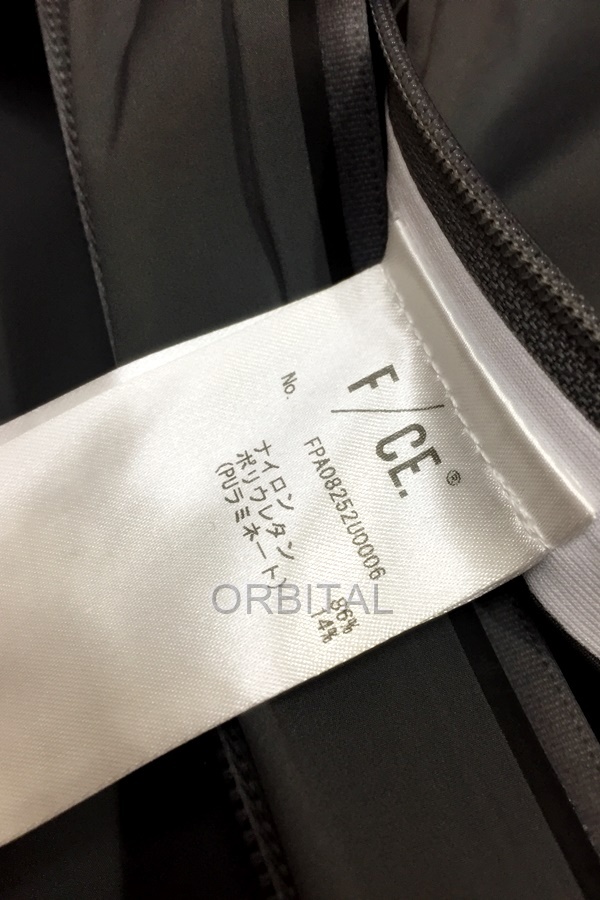 F/CE.®
No. FPA08252U0006
ナイロン 86%
ポリウレタン 14%
(PUラミネート)
ORBITAL